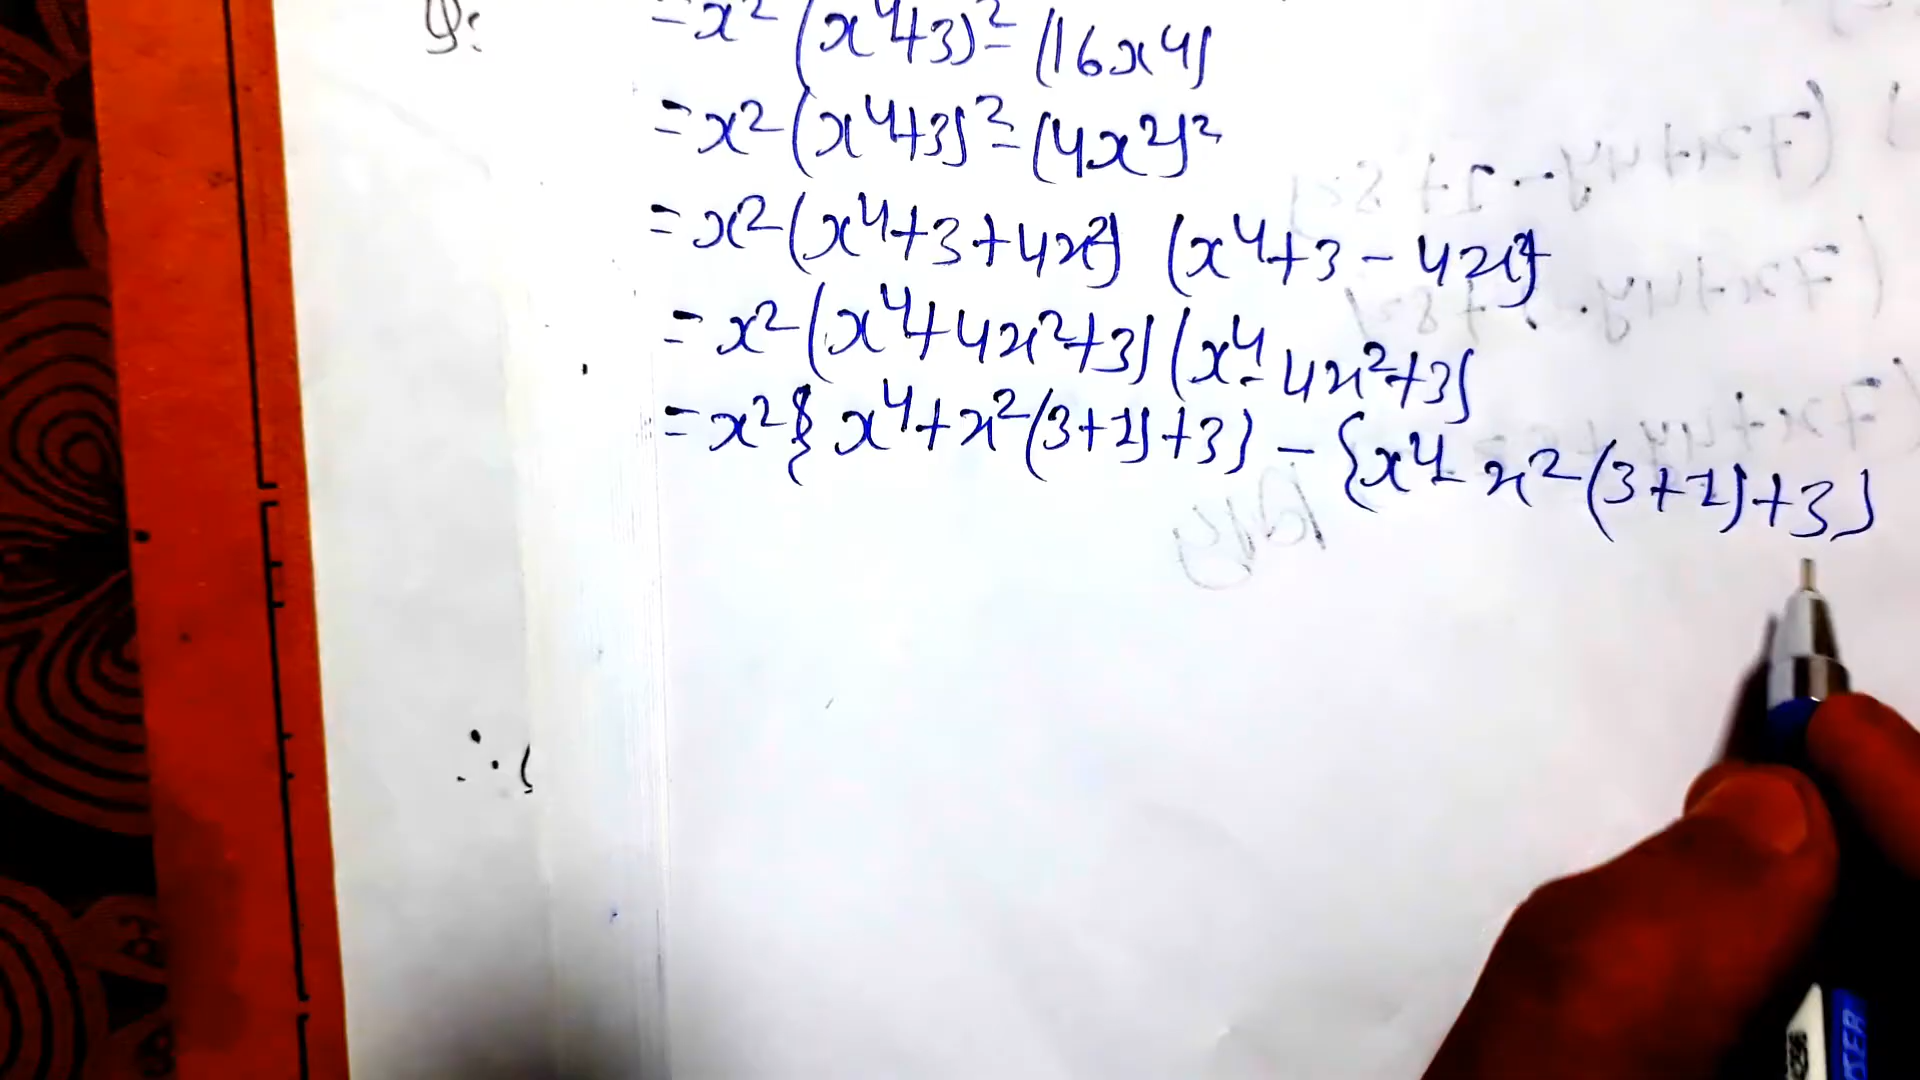 = x² (x⁴+3)² - (16x⁴)
= x² (x⁴+3)² - (4x²)²
= x² (x⁴+3+4x²) (x⁴+3 - 4x²)
= x² (x⁴+4x²+3) (x⁴-4x²+3)
= x² { x⁴+x²(3+1)+3} - {x⁴- x²(3+1)+3}